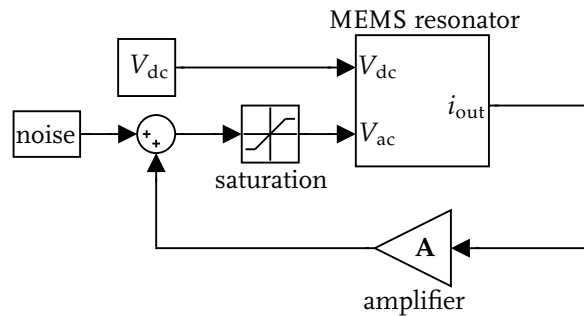 MEMS resonator
V_dc
V_dc
noise
+
+
saturation
V_ac
i_out
A
amplifier